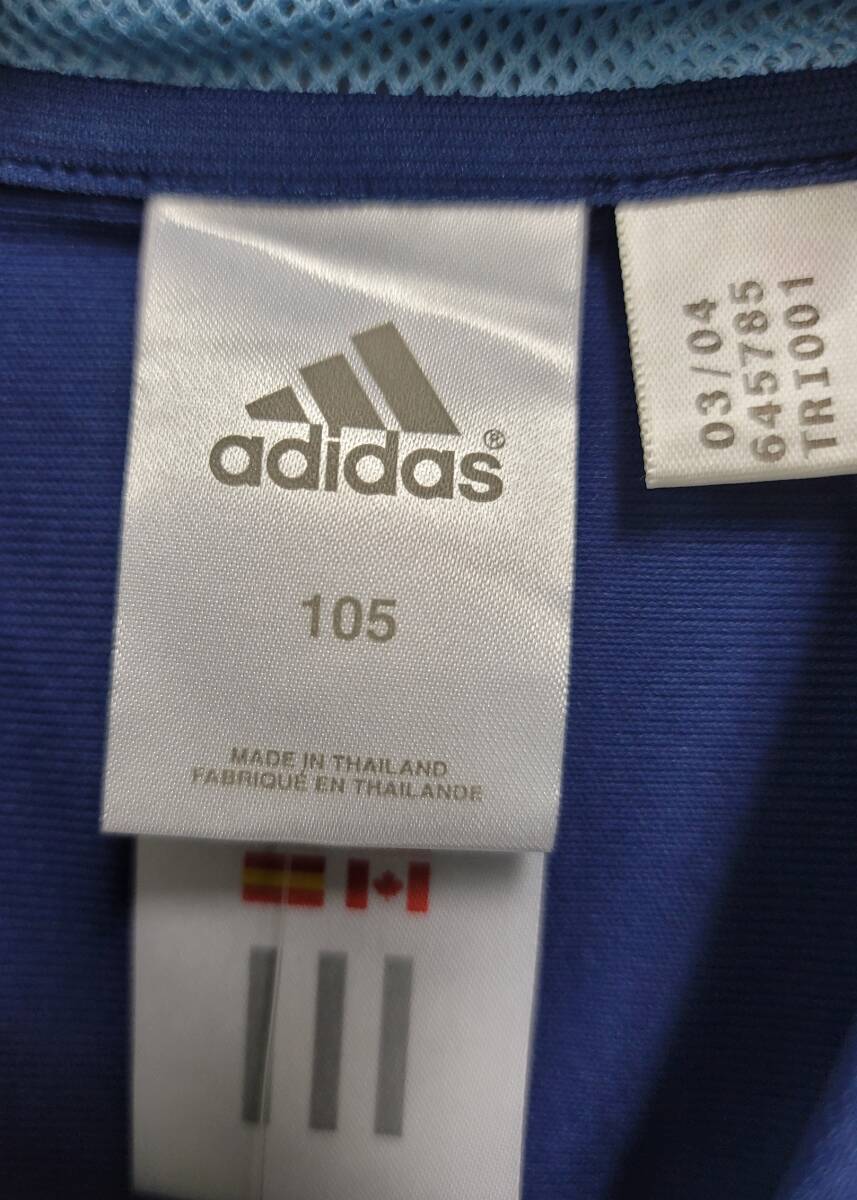 adidas®
105
MADE IN THAILAND
FABRIQUÉ EN THAILANDE
03/04
645785
TRI001